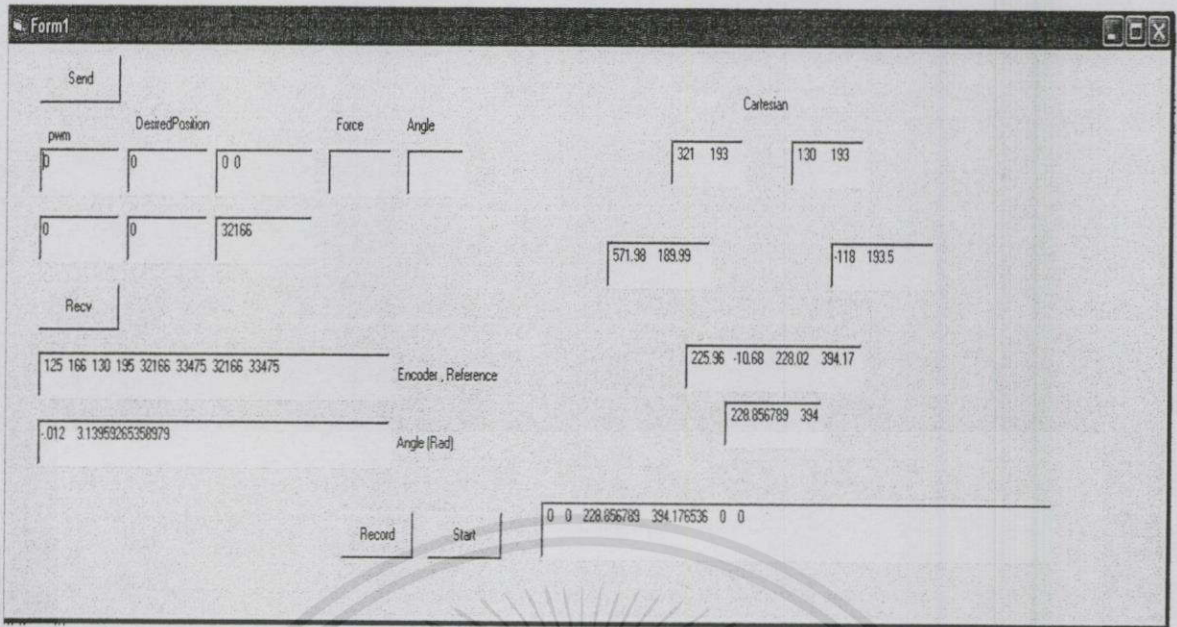 Form1
Send
Cartesian
pwm DesiredPosition Force Angle
0 0 0 0
321 193 130 193
0 0 32166
571.98 189.99 -118 193.5
Recv
125 166 130 195 32166 33475 32166 33475
Encoder , Reference
225.96 -10.68 228.02 394.17
228.856789 394
-.012 3.13959265358979
Angle (Rad)
Record Start
0 0 228.856789 394.176536 0 0